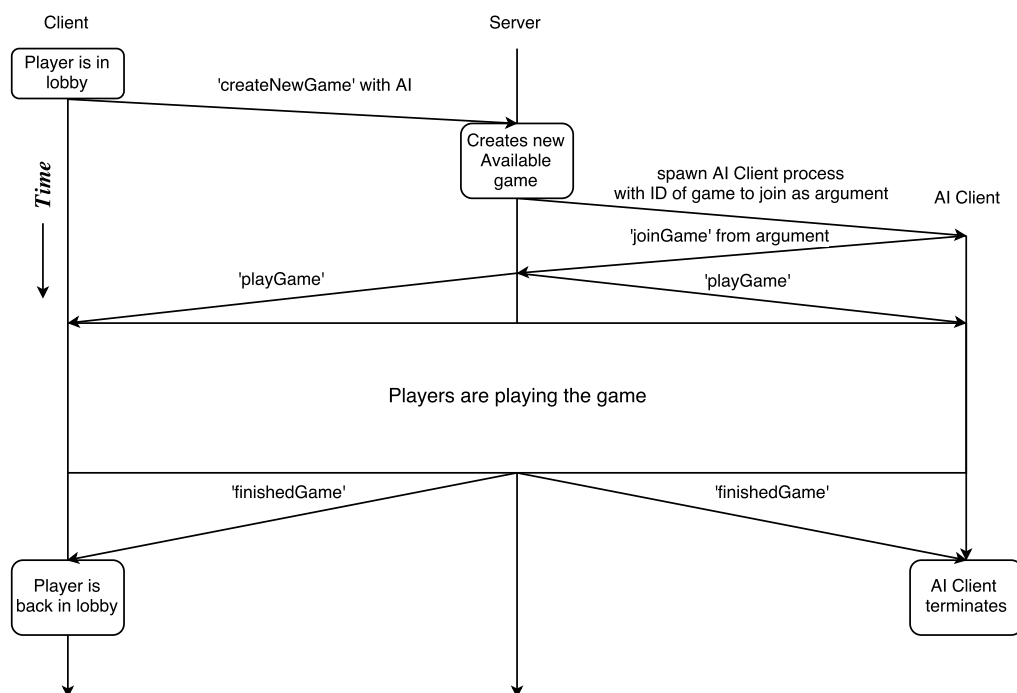 Client
Server
Player is in
lobby
'createNewGame' with AI
Creates new
Available
game
Time
spawn AI Client process
with ID of game to join as argument
AI Client
'joinGame' from argument
'playGame'
'playGame'
Players are playing the game
'finishedGame'
'finishedGame'
Player is
back in lobby
AI Client
terminates